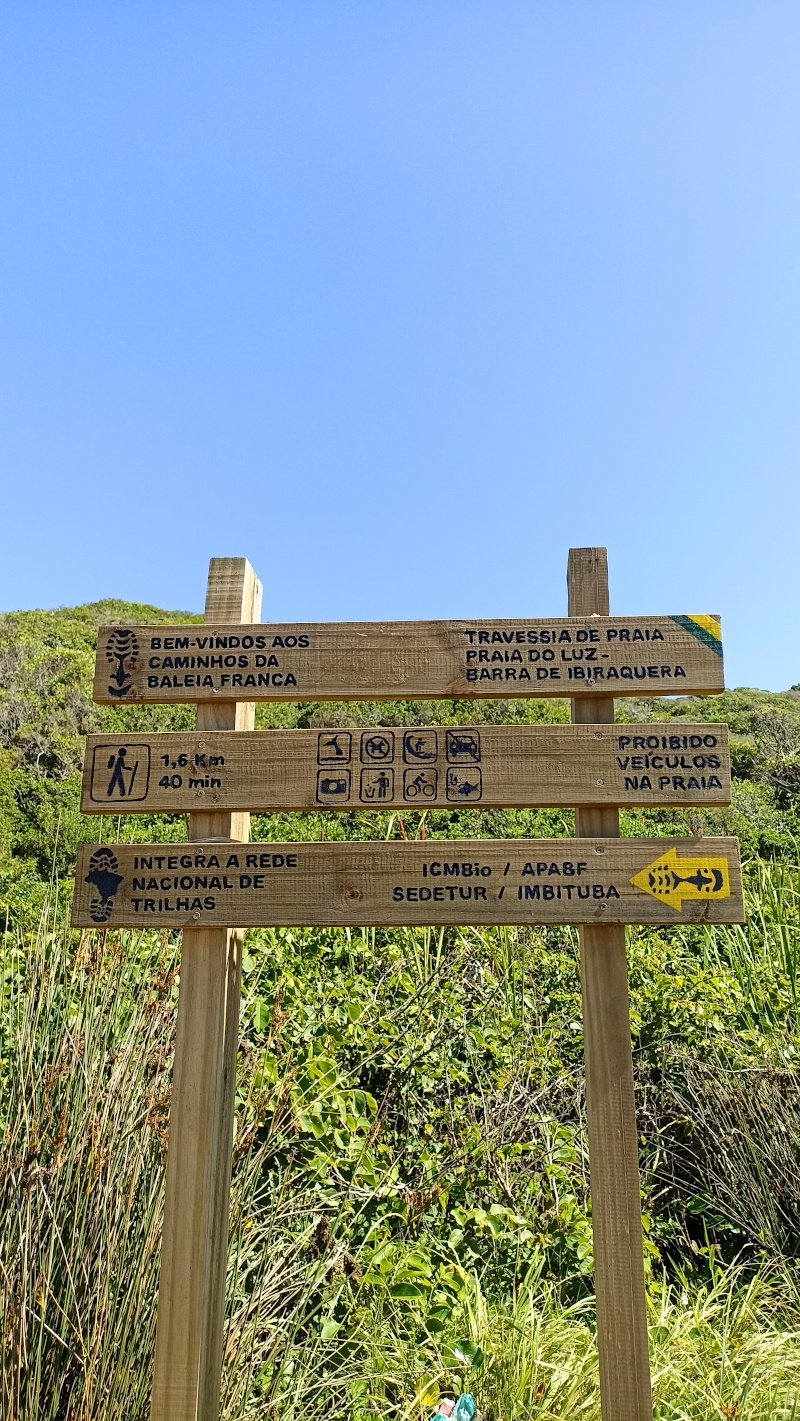 BEM-VINDOS AOS
CAMINHOS DA
BALEIA FRANCA
TRAVESSIA DE PRAIA
PRAIA DO LUZ -
BARRA DE IBIRAQUERA
1,6 Km
40 min
PROIBIDO
VEÍCULOS
NA PRAIA
INTEGRA A REDE
NACIONAL DE
TRILHAS
ICMBio / APABF
SEDETUR / IMBITUBA